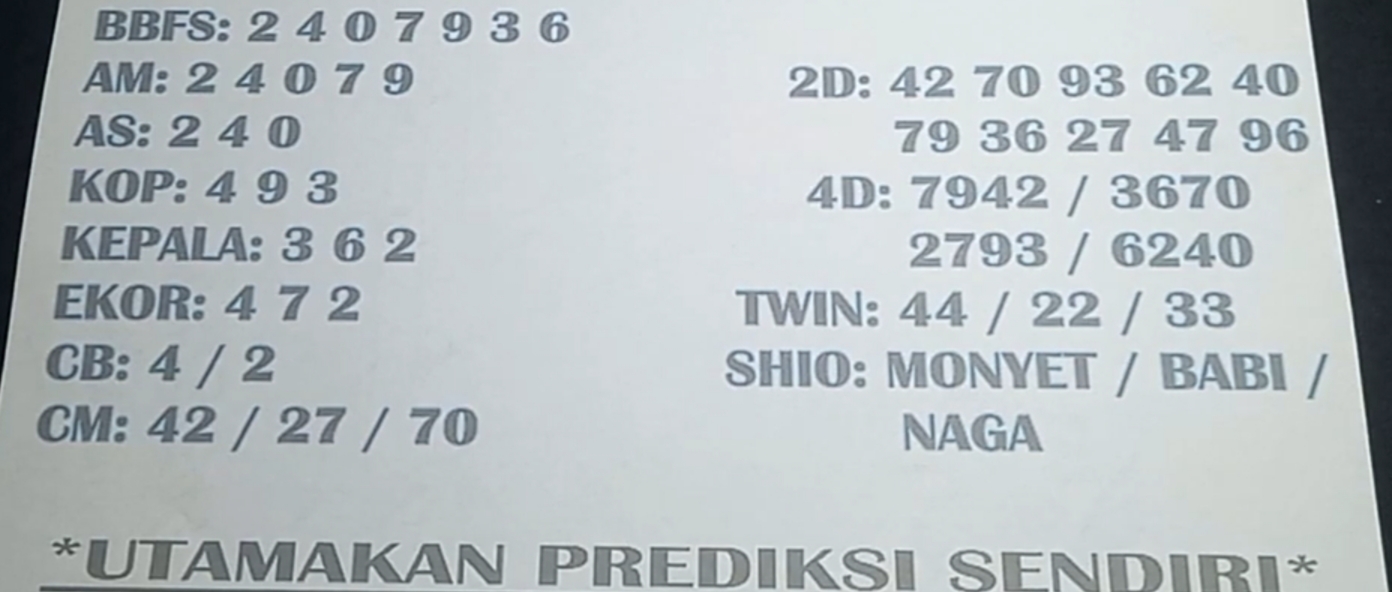 BBFS: 2 4 0 7 9 3 6
AM: 2 4 0 7 9
AS: 2 4 0
KOP: 4 9 3
KEPALA: 3 6 2
EKOR: 4 7 2
CB: 4 / 2
CM: 42 / 27 / 70
2D: 42 70 93 62 40
79 36 27 47 96
4D: 7942 / 3670
2793 / 6240
TWIN: 44 / 22 / 33
SHIO: MONYET / BABI /
NAGA
*UTAMAKAN PREDIKSI SENDIRI*